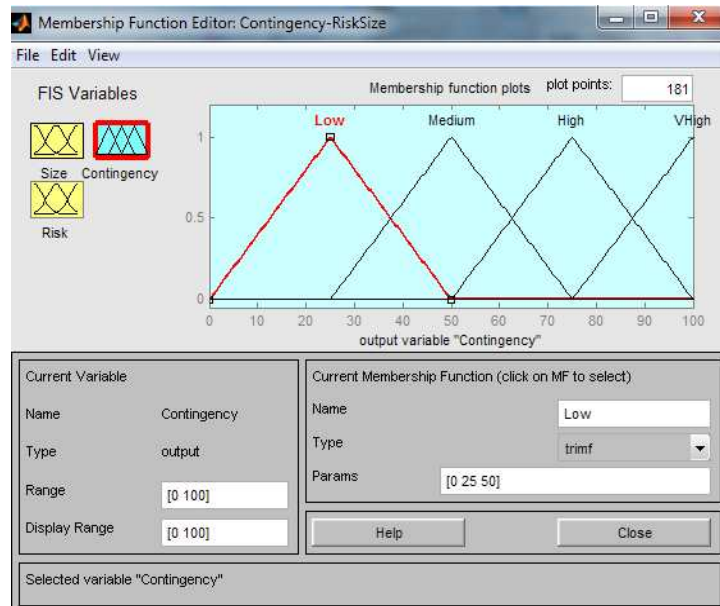 Membership Function Editor: Contingency-RiskSize
File Edit View
FIS Variables
Membership function plots plot points: 181
Size Contingency
Risk
Low Medium High VHigh
1
0.5
0
0 10 20 30 40 50 60 70 80 90 100
output variable "Contingency"
Current Variable
Name Contingency
Type output
Range [0 100]
Display Range [0 100]
Current Membership Function (click on MF to select)
Name Low
Type trimf
Params [0 25 50]
Help Close
Selected variable "Contingency"